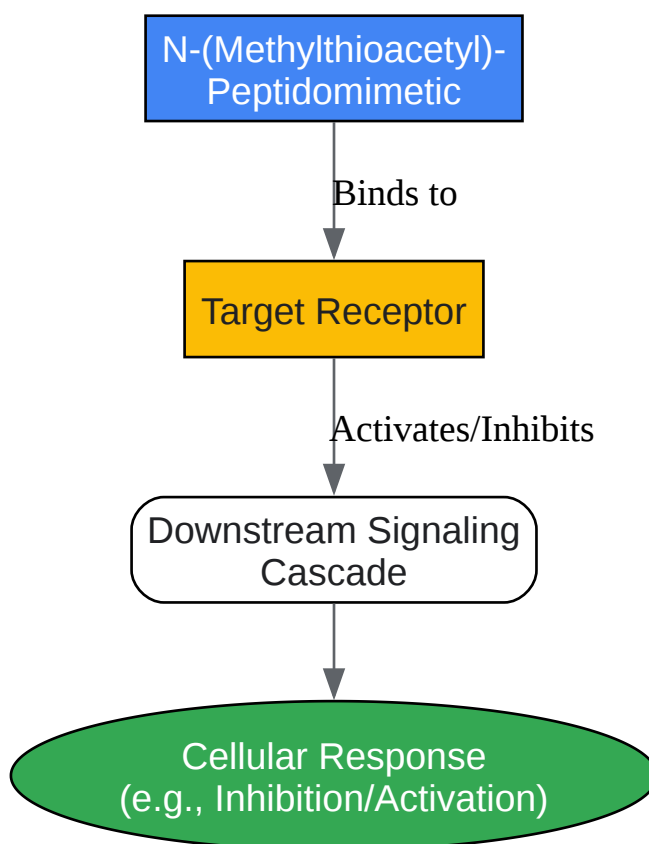 N-(Methylthioacetyl)-
Peptidomimetic
Binds to
Target Receptor
Activates/Inhibits
Downstream Signaling
Cascade
Cellular Response
(e.g., Inhibition/Activation)